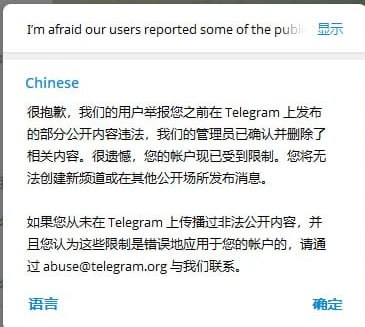 I'm afraid our users reported some of the publi 显示
Chinese
很抱歉，我们的用户举报您之前在 Telegram 上发布
的部分公开内容违法，我们的管理员已确认并删除了
相关内容。很遗憾，您的帐户现已受到限制。您将无
法创建新频道或在其他公开场所发布消息。
如果您从未在 Telegram 上传播过非法公开内容，并
且您认为这些限制是错误地应用于您的帐户的，请通
过 abuse@telegram.org 与我们联系。
语言 确定